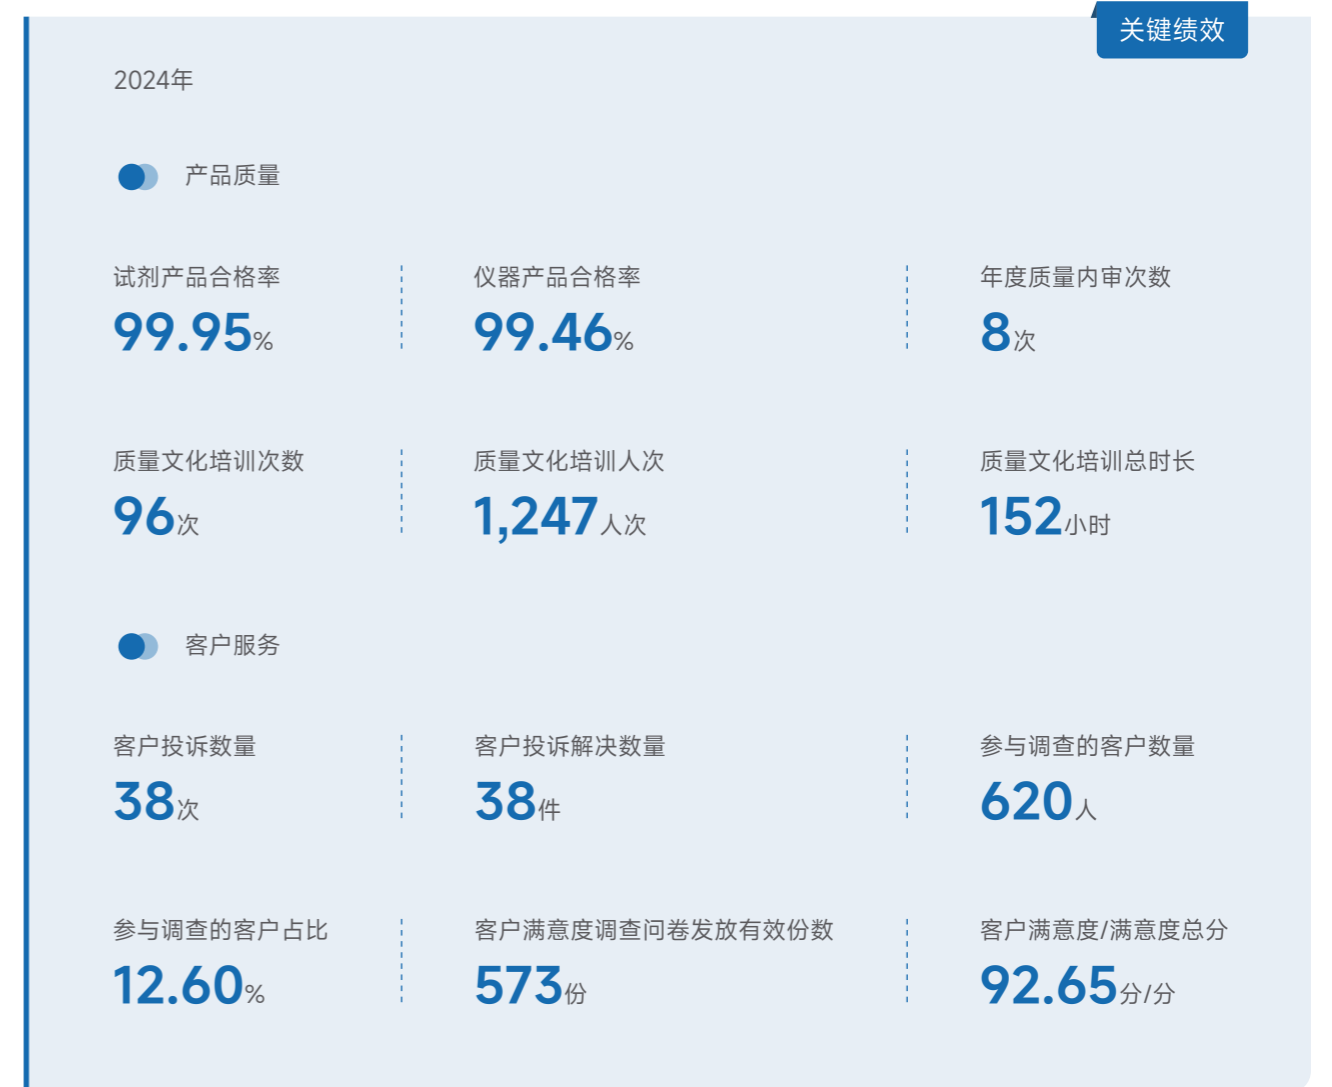 关键绩效
2024年
产品质量
试剂产品合格率
99.95%
仪器产品合格率
99.46%
年度质量内审次数
8次
质量文化培训次数
96次
质量文化培训人次
1,247人次
质量文化培训总时长
152小时
客户服务
客户投诉数量
38次
客户投诉解决数量
38件
参与调查的客户数量
620人
参与调查的客户占比
12.60%
客户满意度调查问卷发放有效份数
573份
客户满意度/满意度总分
92.65分/分